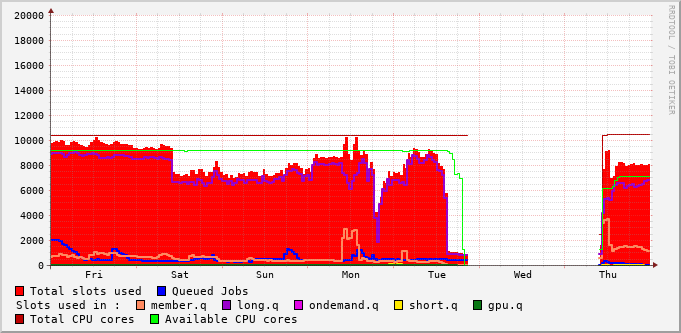 20000
18000
16000
14000
12000
10000
8000
6000
4000
2000
0
Fri Sat Sun Mon Tue Wed Thu
Total slots used Queued Jobs
Slots used in : member.q long.q ondemand.q short.q gpu.q
Total CPU cores Available CPU cores
RRDTOOL / TOBI OETIKER